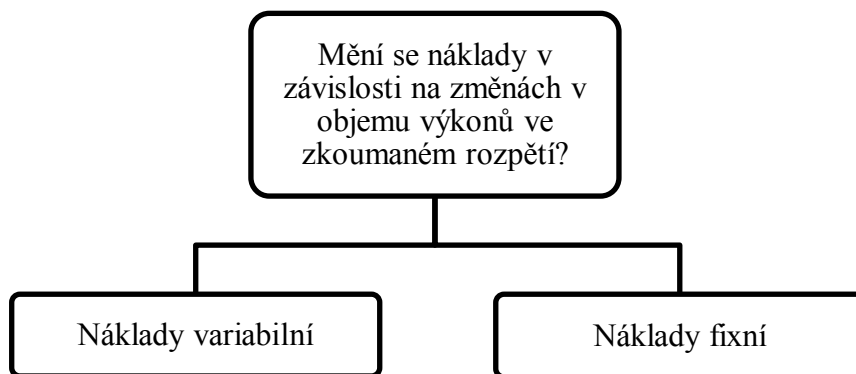 Mění se náklady v
závislosti na změnách v
objemu výkonů ve
zkoumaném rozpětí?
Náklady variabilní
Náklady fixní